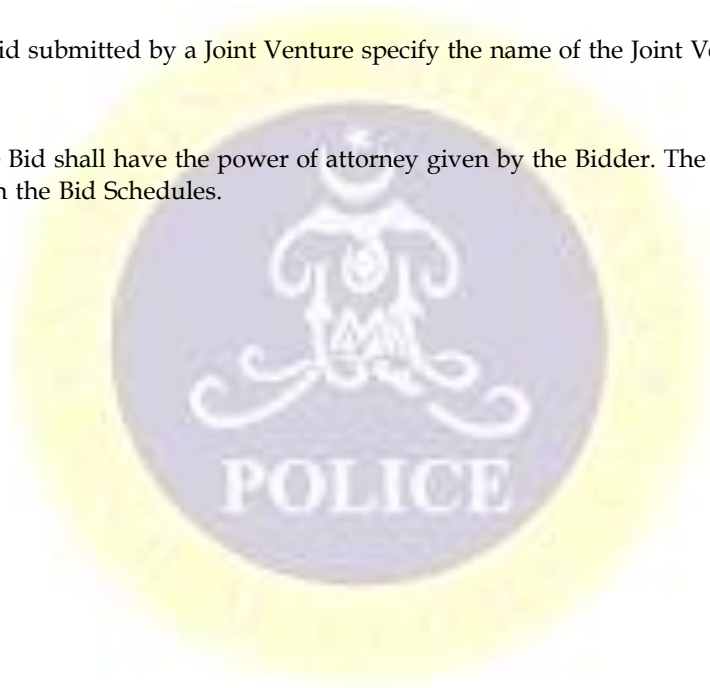 id submitted by a Joint Venture specify the name of the Joint Ve
Bid shall have the power of attorney given by the Bidder. The
the Bid Schedules.
POLICE